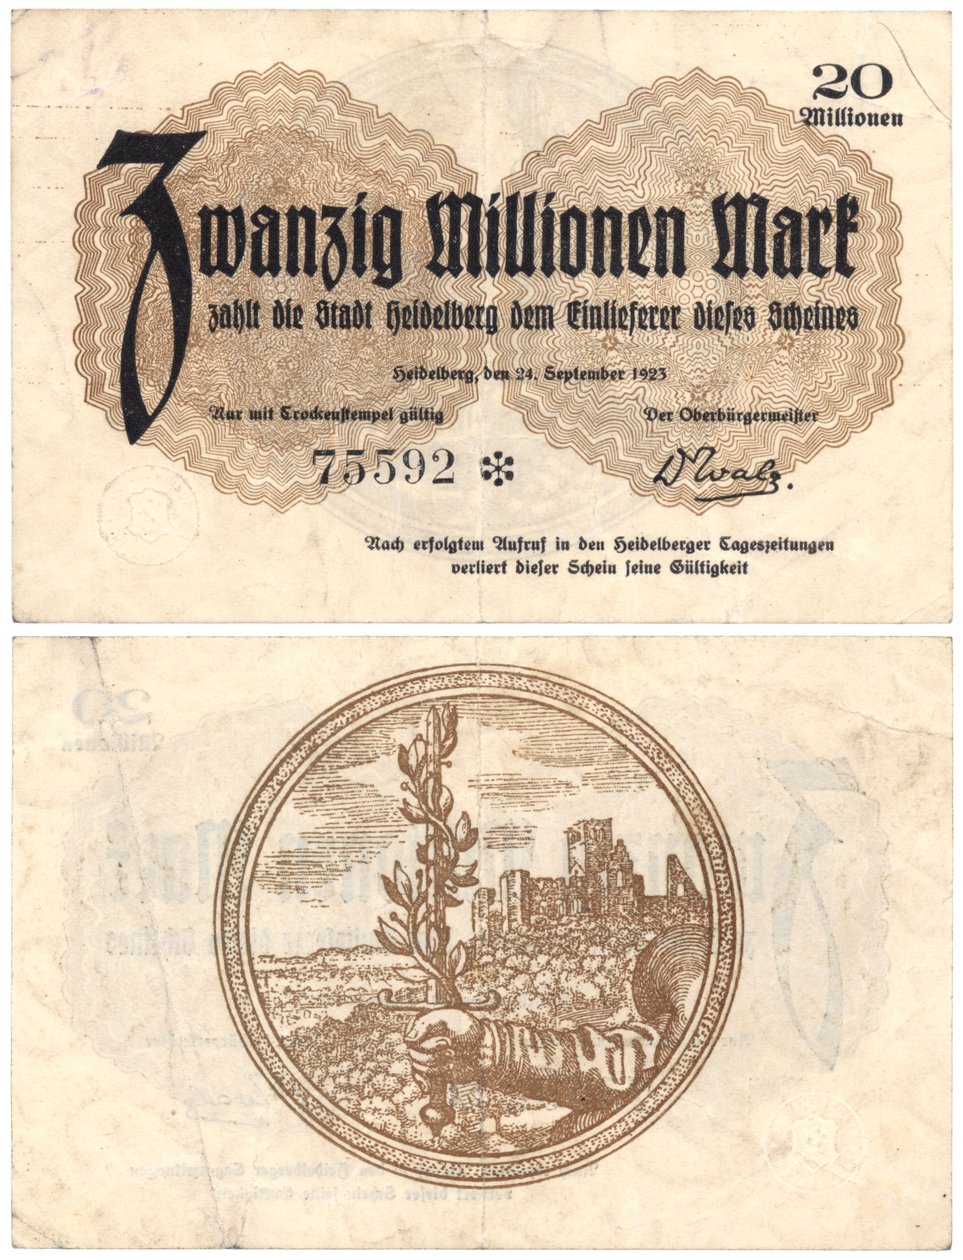 20
Millionen
Zwanzig Millionen Mark
zahlt die Stadt Heidelberg dem Einlieferer dieses Scheines
Heidelberg, den 24. September 1923
Nur mit Trockenstempel gültig
Der Oberbürgermeister
75592 *
D Walz.
Nach erfolgtem Aufruf in den Heidelberger Tageszeitungen
verliert dieser Schein seine Gültigkeit